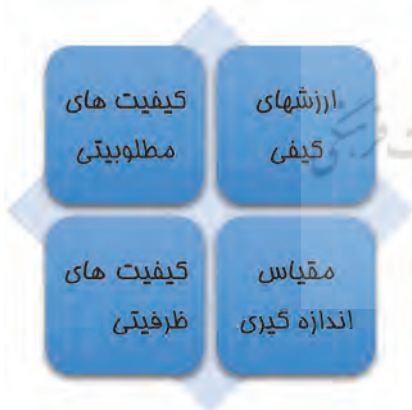 ارزشهای
کیفی
کیفیت های
مطلوبیتی
مقیاس
اندازه گیری
کیفیت های
ظرفیتی